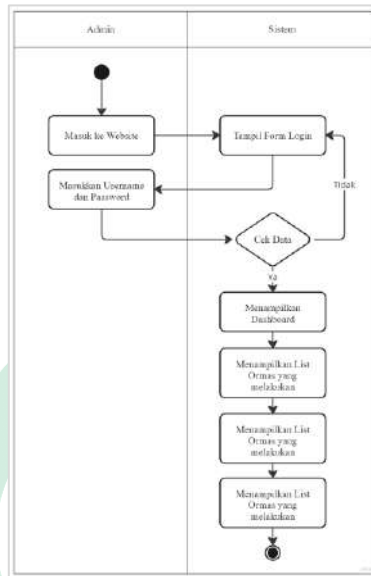 Admin
Sistem
Masuk ke Website
Tampil Form Login
Masukkan Username
dan Password
Tidak
Cek Data
Ya
Menampilkan
Dashboard
Menampilkan List
Ormas yang
melakukan
Menampilkan List
Ormas yang
melakukan
Menampilkan List
Ormas yang
melakukan